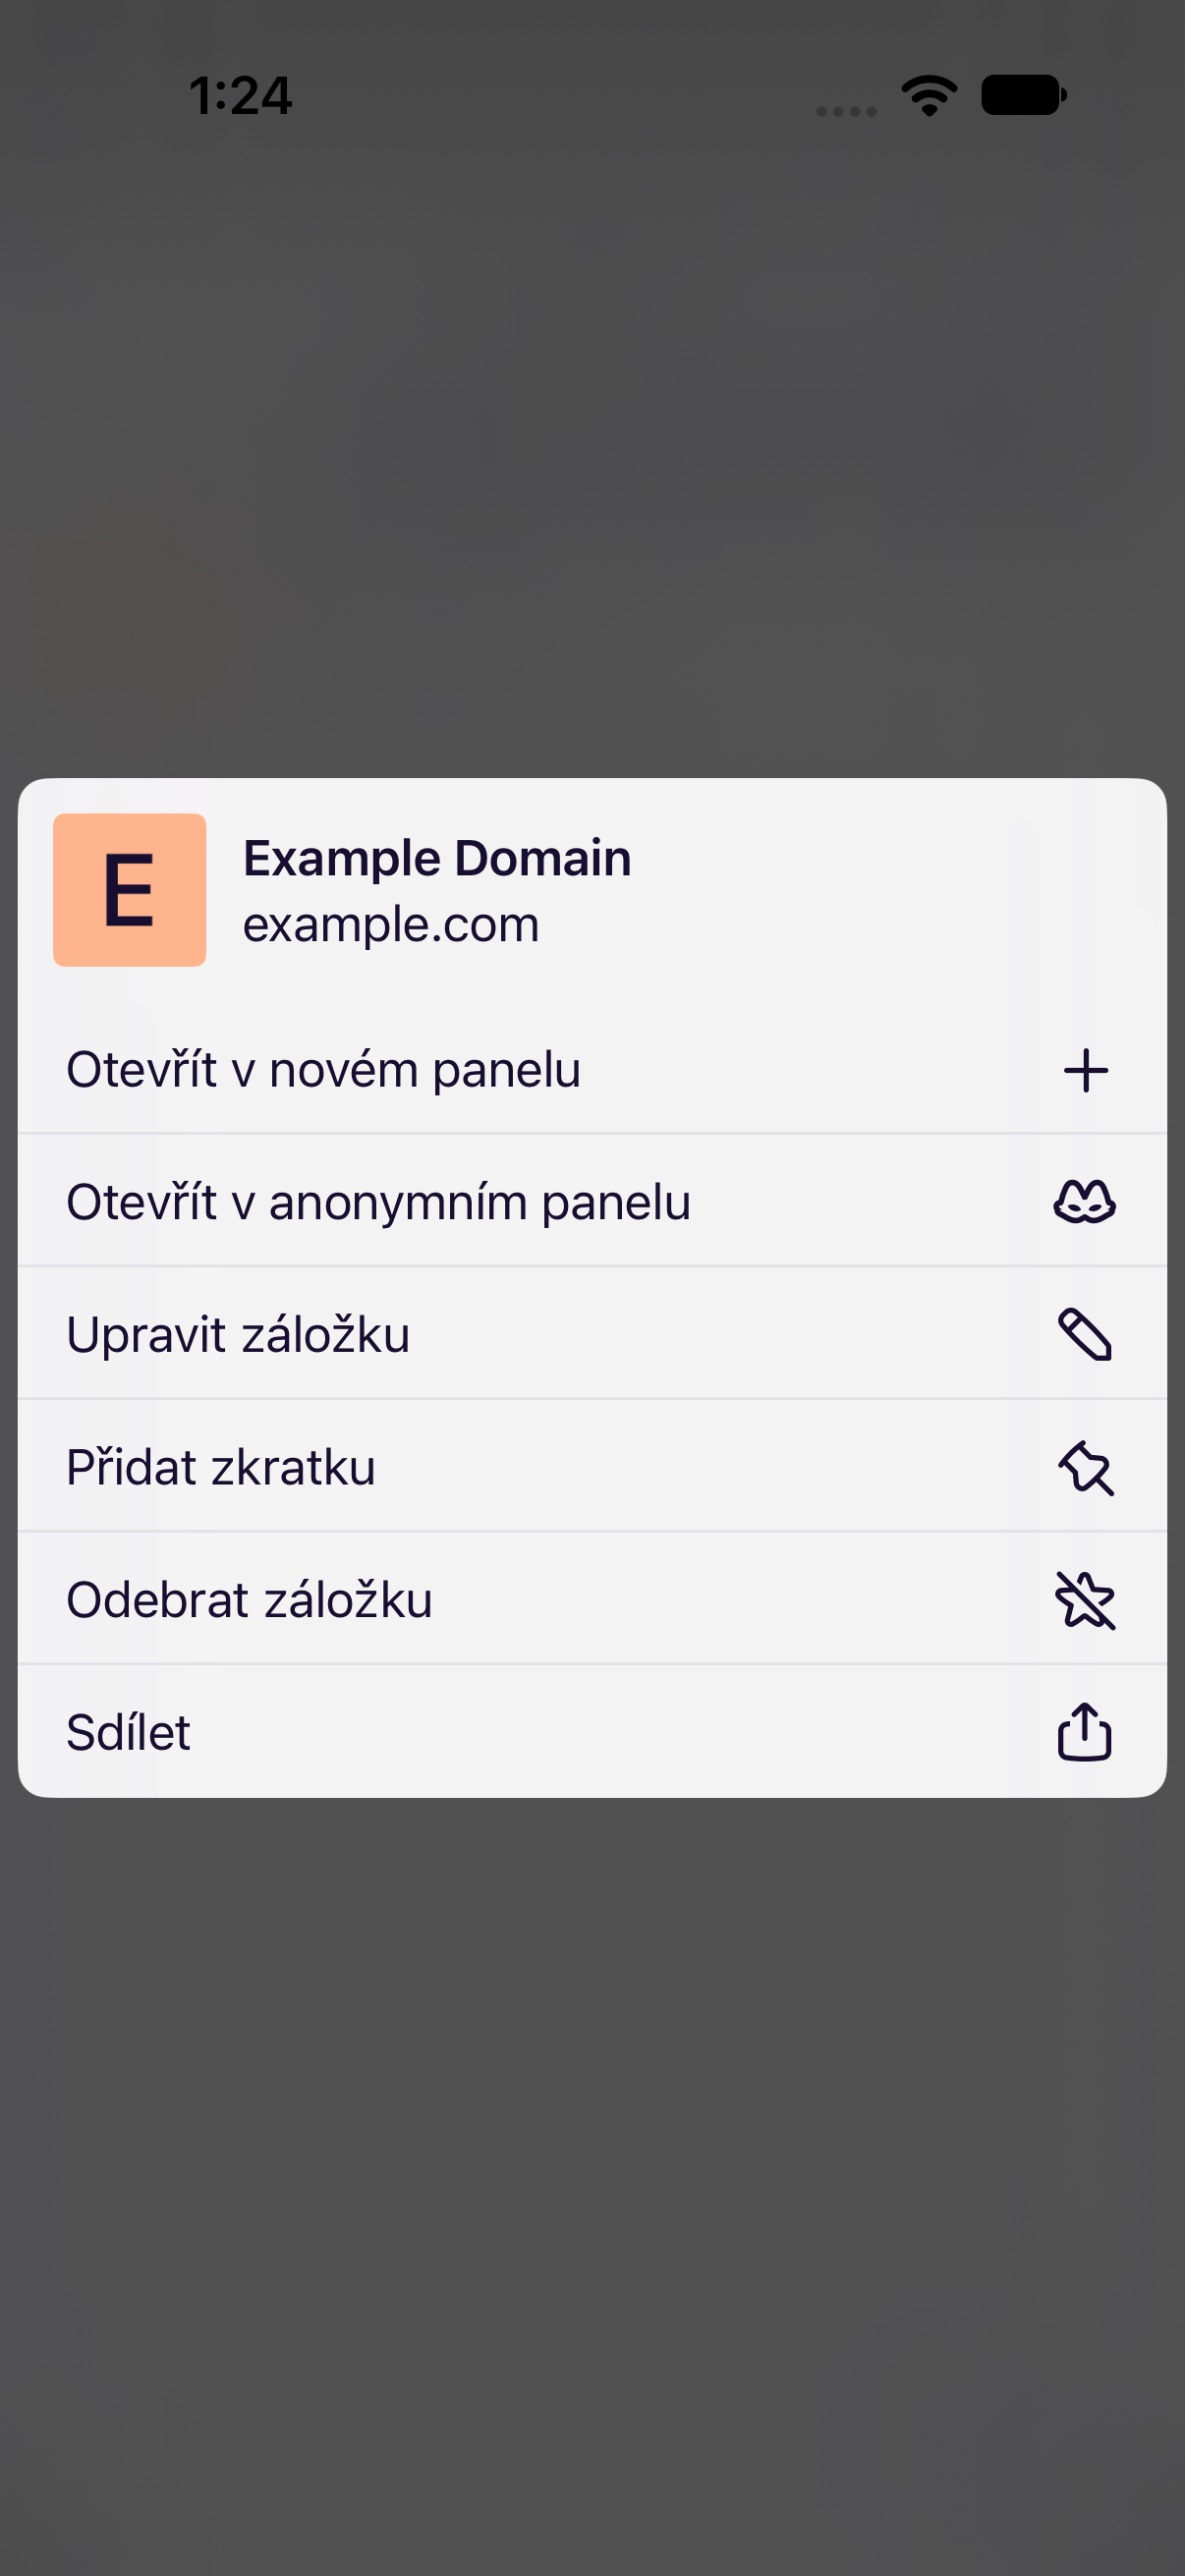 1:24
E
Example Domain
example.com
Otevřít v novém panelu
Otevřít v anonymním panelu
Upravit záložku
Přidat zkratku
Odebrat záložku
Sdílet